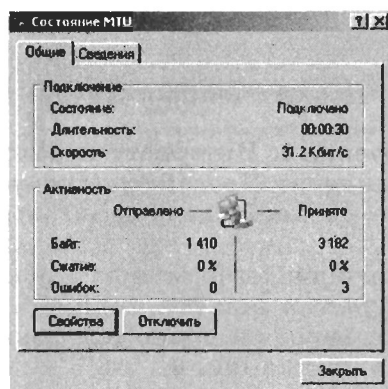 Состояние MTU
Общие Сведения
Подключение
Состояние: Подключено
Длительность: 00:00:30
Скорость: 31.2 Кбит/с
Активность
Отправлено Принято
Байт: 1 410 3 182
Сжатие: 0 % 0 %
Ошибок: 0 3
Свойства Отключить
Закрыть